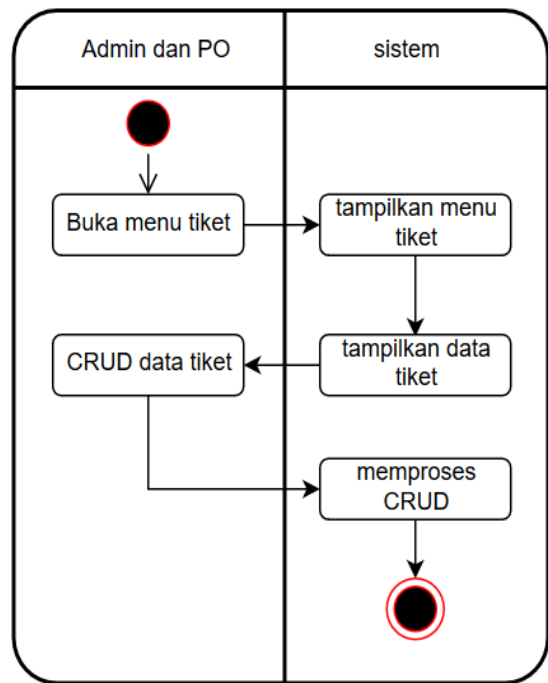 Admin dan PO
sistem
Buka menu tiket
tampilkan menu
tiket
CRUD data tiket
tampilkan data
tiket
memproses
CRUD